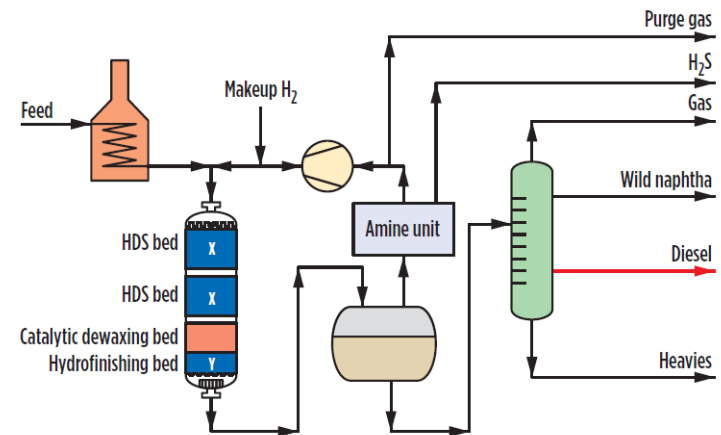 Purge gas
H₂S
Gas
Makeup H₂
Feed
Wild naphtha
HDS bed
X
Amine unit
Diesel
HDS bed
X
Catalytic dewaxing bed
Hydrofinishing bed
Y
Heavies